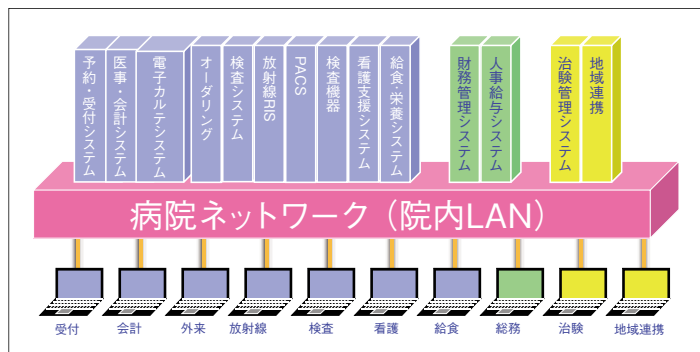 予約・受付システム
医事・会計システム
電子カルテシステム
オーダリング
検査システム
放射線RIS
PACS
検査機器
看護支援システム
給食・栄養システム
財務管理システム
人事給与システム
治験管理システム
地域連携
病院ネットワーク（院内LAN）
受付
会計
外来
放射線
検査
看護
給食
総務
治験
地域連携